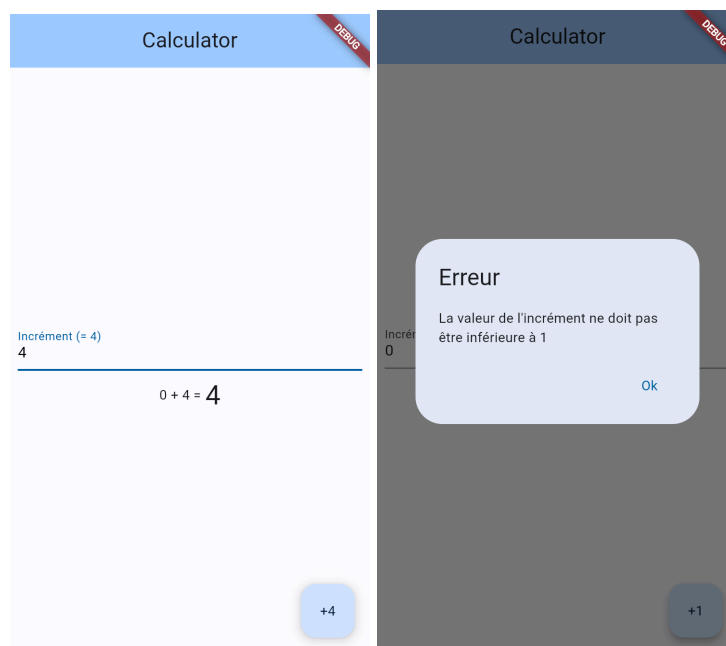 Calculator
DEBUG
Incrément (= 4)
4
0 + 4 = 4
+4
Calculator
DEBUG
Erreur
La valeur de l'incrément ne doit pas
être inférieure à 1
Ok
Incrér
0
+1